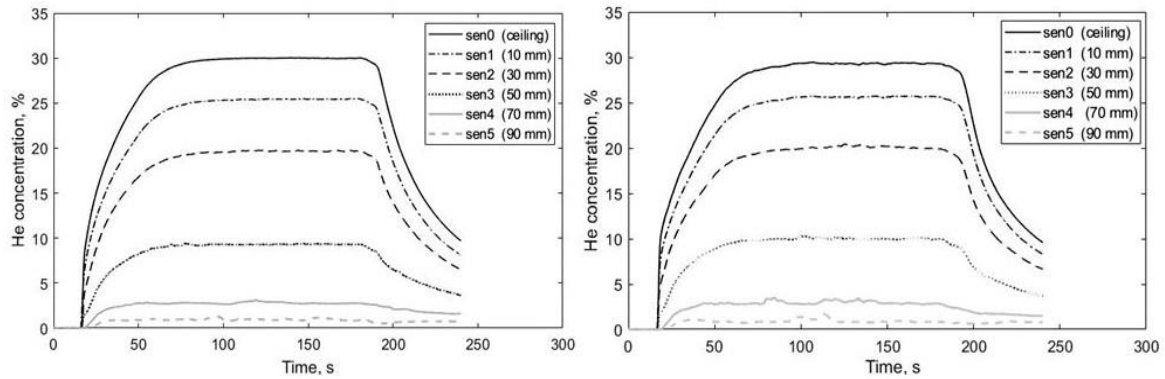 35
30
25
20
15
10
5
0
He concentration, %
sen0 (ceiling)
sen1 (10 mm)
sen2 (30 mm)
sen3 (50 mm)
sen4 (70 mm)
sen5 (90 mm)
0 50 100 150 200 250 300
Time, s
35
30
25
20
15
10
5
0
He concentration, %
sen0 (ceiling)
sen1 (10 mm)
sen2 (30 mm)
sen3 (50 mm)
sen4 (70 mm)
sen5 (90 mm)
0 50 100 150 200 250 300
Time, s